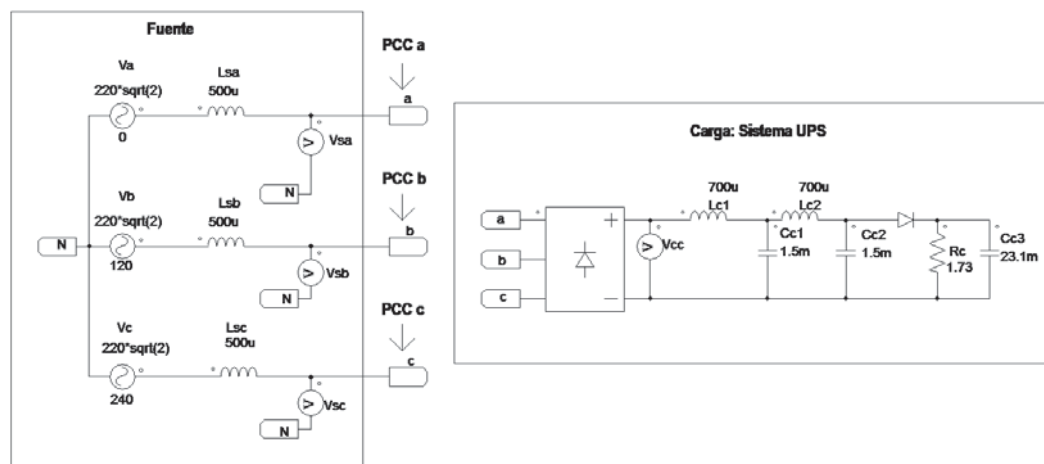 Fuente
Va
220*sqrt(2)
0
Lsa
500u
Vsa
V
N
PCC a
a
Vb
220*sqrt(2)
120
N
Lsb
500u
Vsb
V
N
PCC b
b
Vc
220*sqrt(2)
240
Lsc
500u
Vsc
V
N
PCC c
c
Carga: Sistema UPS
a
b
c
+
−
V
Vcc
700u
Lc1
700u
Lc2
Cc1
1.5m
Cc2
1.5m
Rc
1.73
Cc3
23.1m